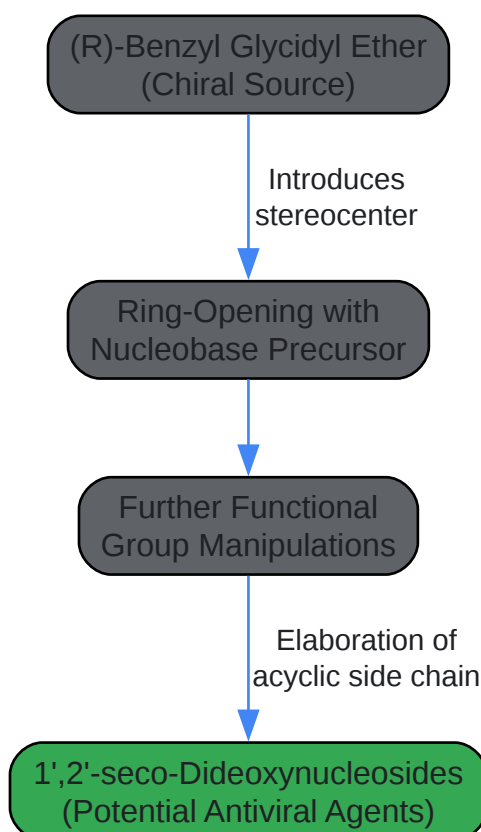 (R)-Benzyl Glycidyl Ether
(Chiral Source)
Introduces
stereocenter
Ring-Opening with
Nucleobase Precursor
Further Functional
Group Manipulations
Elaboration of
acyclic side chain
1',2'-seco-Dideoxynucleosides
(Potential Antiviral Agents)